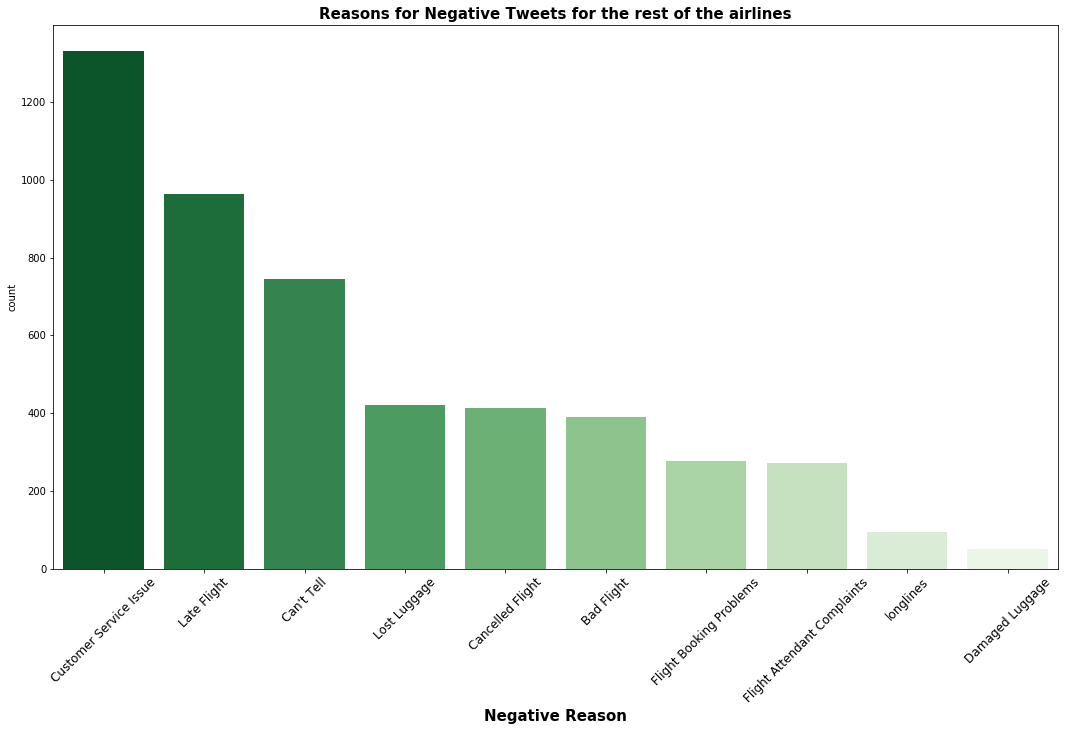 Reasons for Negative Tweets for the rest of the airlines
1200
1000
800
600
400
200
0
count
Customer Service Issue
Late Flight
Can't Tell
Lost Luggage
Cancelled Flight
Bad Flight
Flight Booking Problems
Flight Attendant Complaints
longlines
Damaged Luggage
Negative Reason